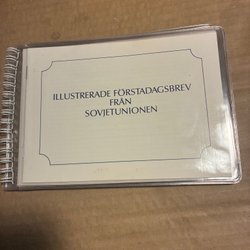 ILLUSTRERADE FÖRSTADAGSBREV
FRÅN
SOVJETUNIONEN